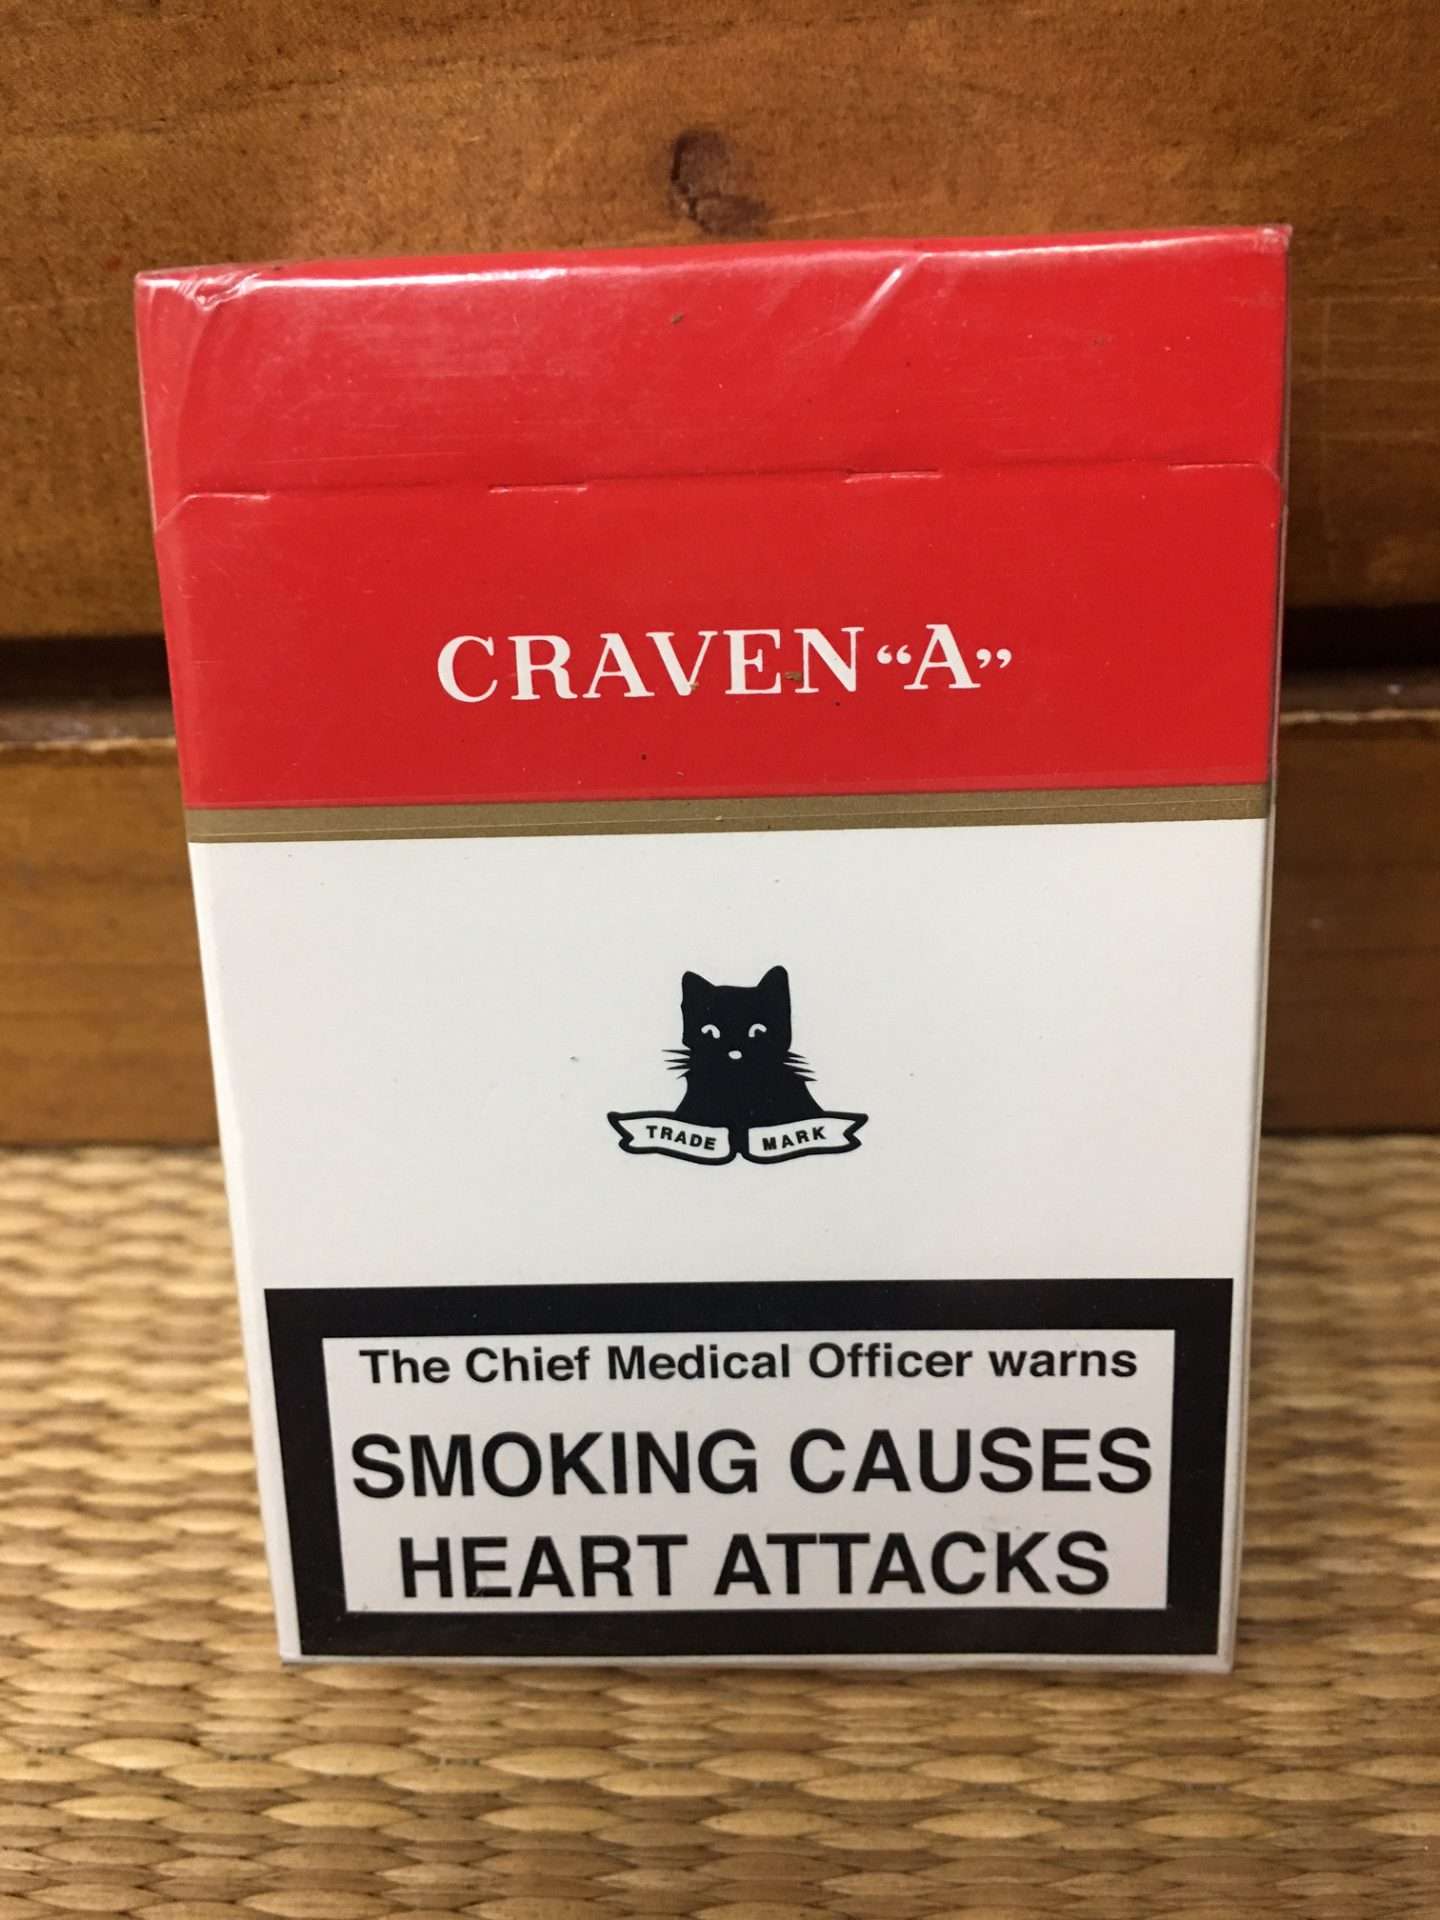 CRAVEN “A”
TRADE MARK
The Chief Medical Officer warns
SMOKING CAUSES
HEART ATTACKS